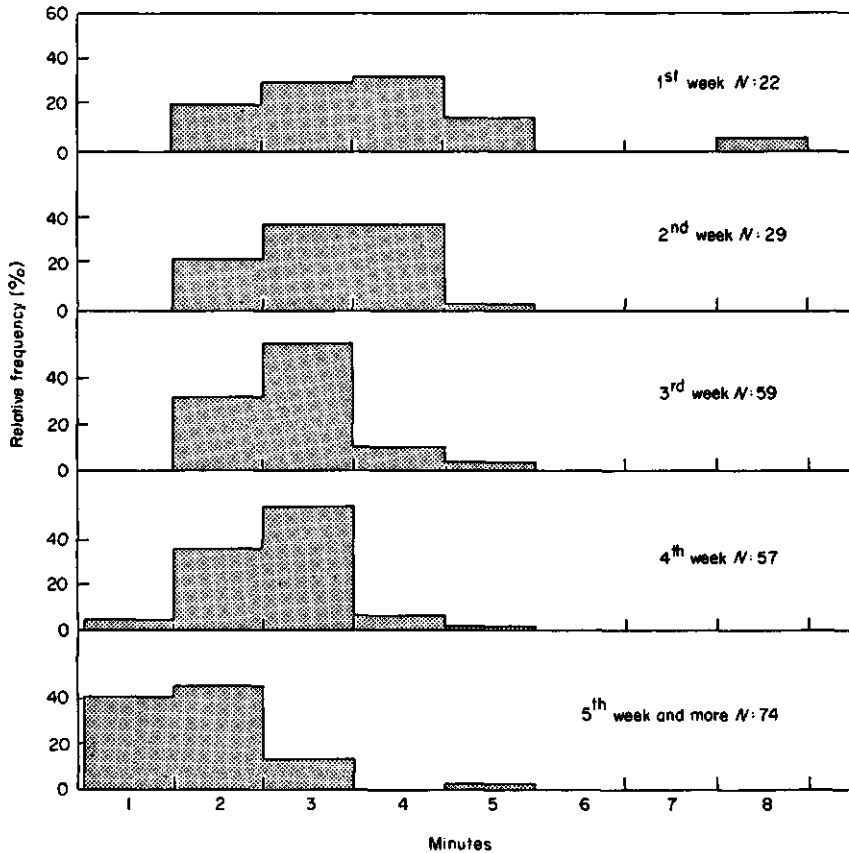 60
40
20
0
1st week N:22
40
20
0
2nd week N:29
40
20
0
3rd week N:59
40
20
0
4th week N:57
40
20
0
5th week and more N:74
Relative frequency (%)
1 2 3 4 5 6 7 8
Minutes